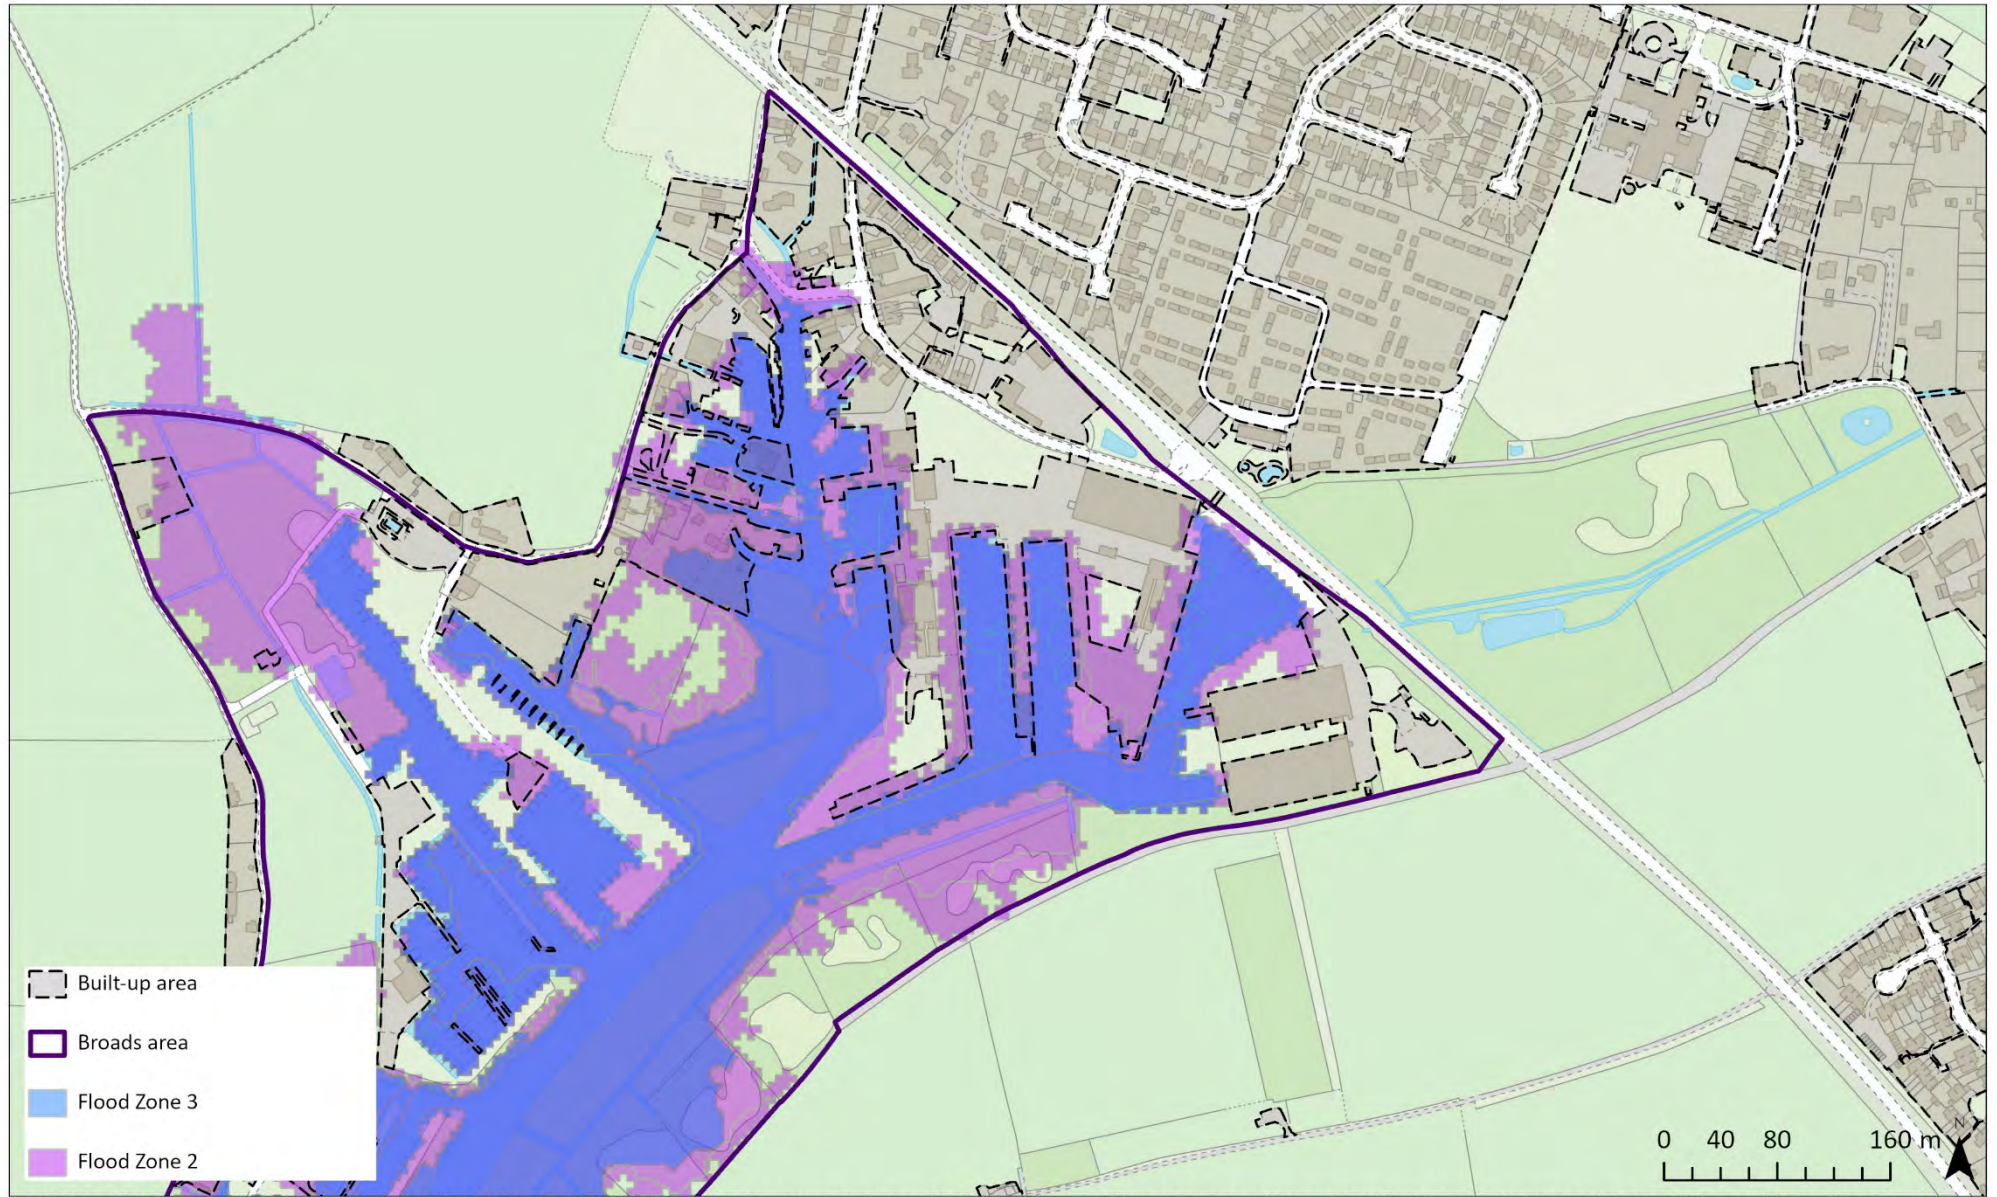 Built-up area
Broads area
Flood Zone 3
Flood Zone 2
0 40 80 160 m
N